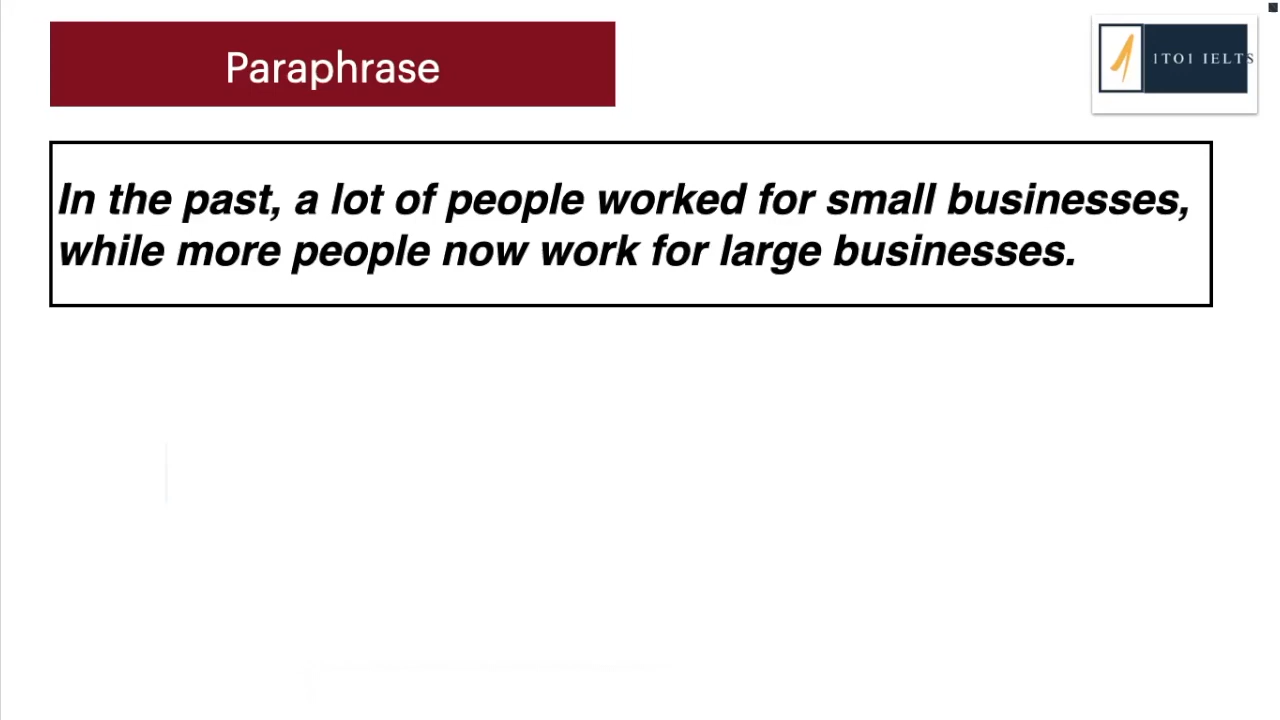 Paraphrase
1TO1 IELTS
In the past, a lot of people worked for small businesses,
while more people now work for large businesses.